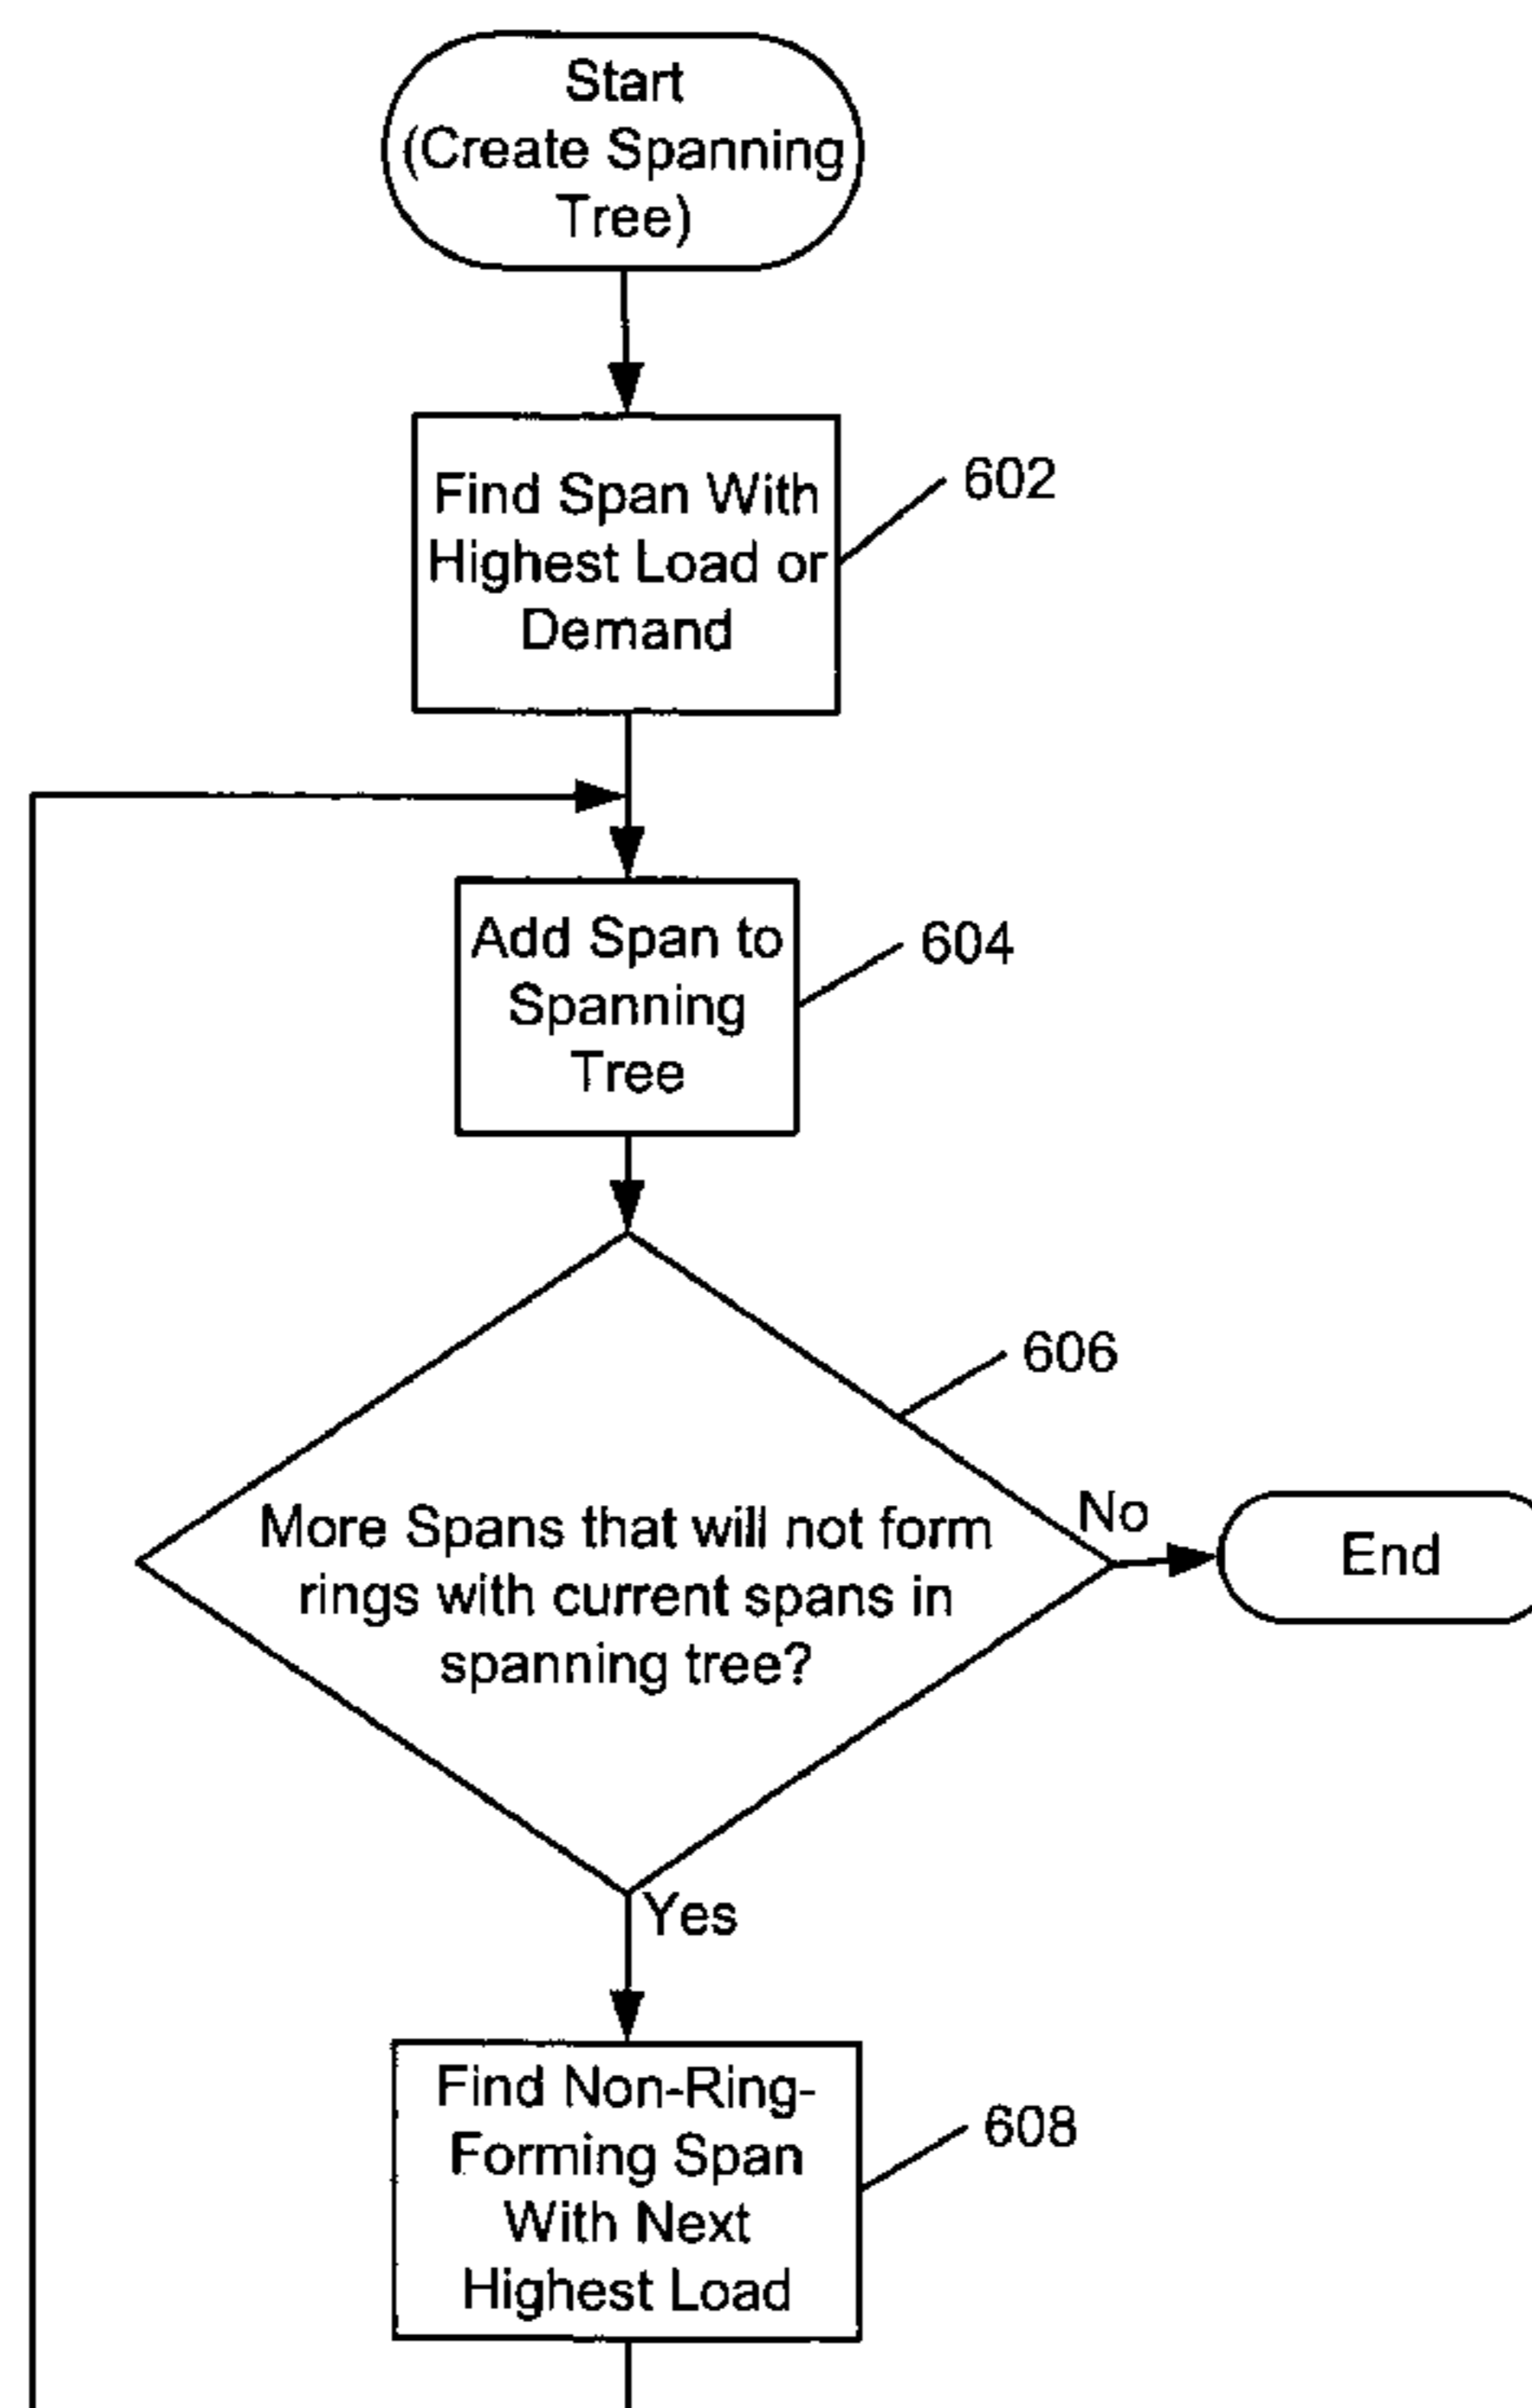 Start
(Create Spanning
Tree)
Find Span With
Highest Load or
Demand
602
Add Span to
Spanning
Tree
604
606
More Spans that will not form
rings with current spans in
spanning tree?
No
End
Yes
Find Non-Ring-
Forming Span
With Next
Highest Load
608